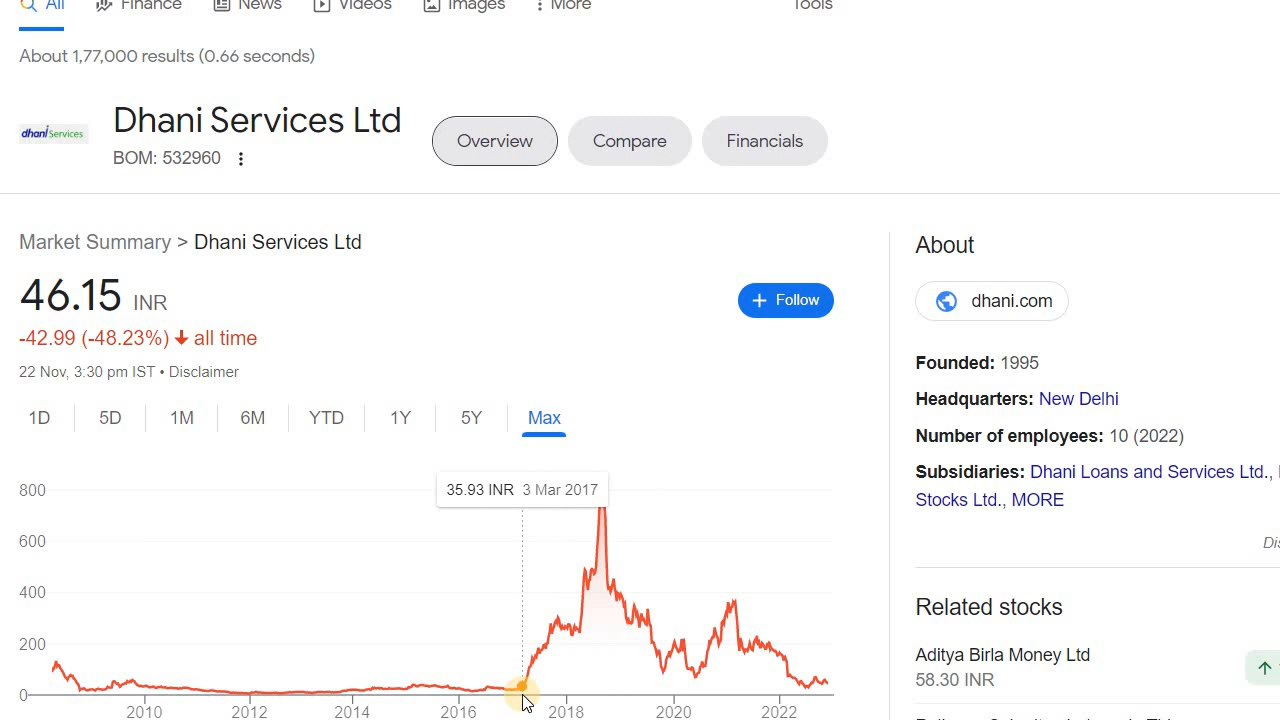 All Finance News Videos Images More Tools
About 1,77,000 results (0.66 seconds)
dhani Services
Dhani Services Ltd
BOM: 532960
Overview Compare Financials
Market Summary > Dhani Services Ltd
46.15 INR
+ Follow
-42.99 (-48.23%) all time
22 Nov, 3:30 pm IST • Disclaimer
1D 5D 1M 6M YTD 1Y 5Y Max
35.93 INR 3 Mar 2017
800
600
400
200
0
2010 2012 2014 2016 2018 2020 2022
About
dhani.com
Founded: 1995
Headquarters: New Delhi
Number of employees: 10 (2022)
Subsidiaries: Dhani Loans and Services Ltd.,
Stocks Ltd., MORE
Dis
Related stocks
Aditya Birla Money Ltd
58.30 INR